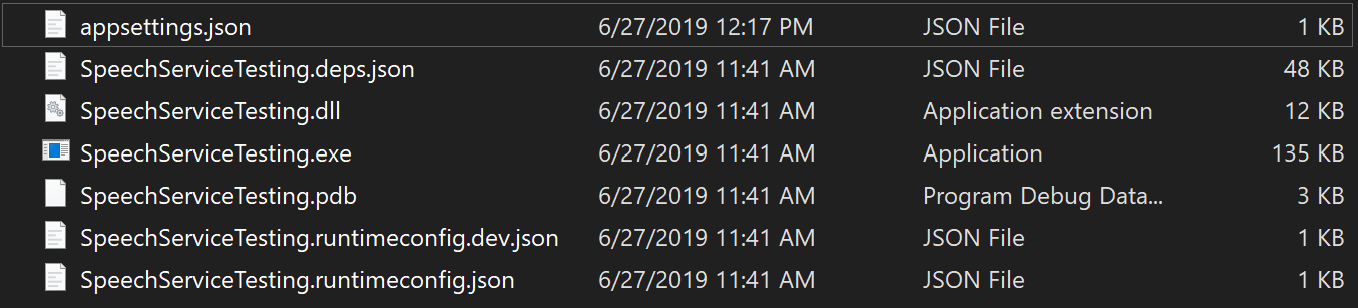 appsettings.json 6/27/2019 12:17 PM JSON File 1 KB
SpeechServiceTesting.deps.json 6/27/2019 11:41 AM JSON File 48 KB
SpeechServiceTesting.dll 6/27/2019 11:41 AM Application extension 12 KB
SpeechServiceTesting.exe 6/27/2019 11:41 AM Application 135 KB
SpeechServiceTesting.pdb 6/27/2019 11:41 AM Program Debug Data... 3 KB
SpeechServiceTesting.runtimeconfig.dev.json 6/27/2019 11:41 AM JSON File 1 KB
SpeechServiceTesting.runtimeconfig.json 6/27/2019 11:41 AM JSON File 1 KB